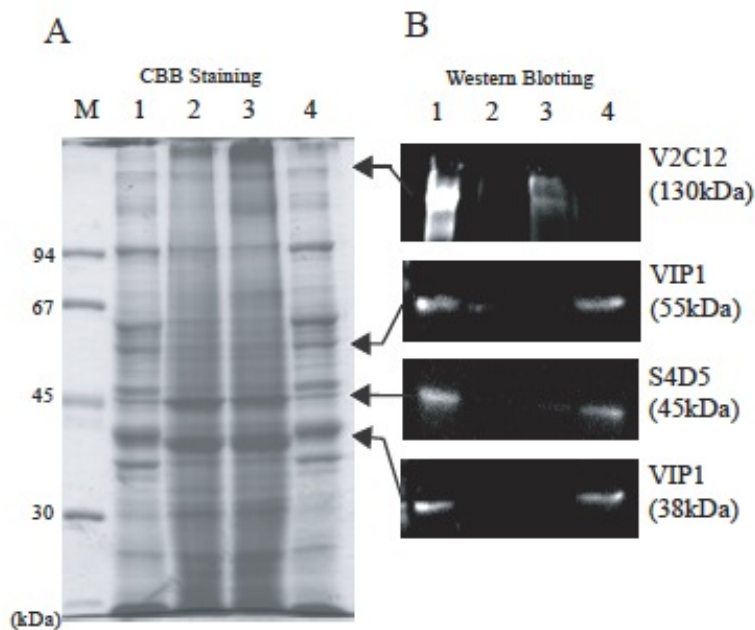 A
CBB Staining
M 1 2 3 4
94
67
45
30
(kDa)
B
Western Blotting
1 2 3 4
V2C12
(130kDa)
VIP1
(55kDa)
S4D5
(45kDa)
VIP1
(38kDa)